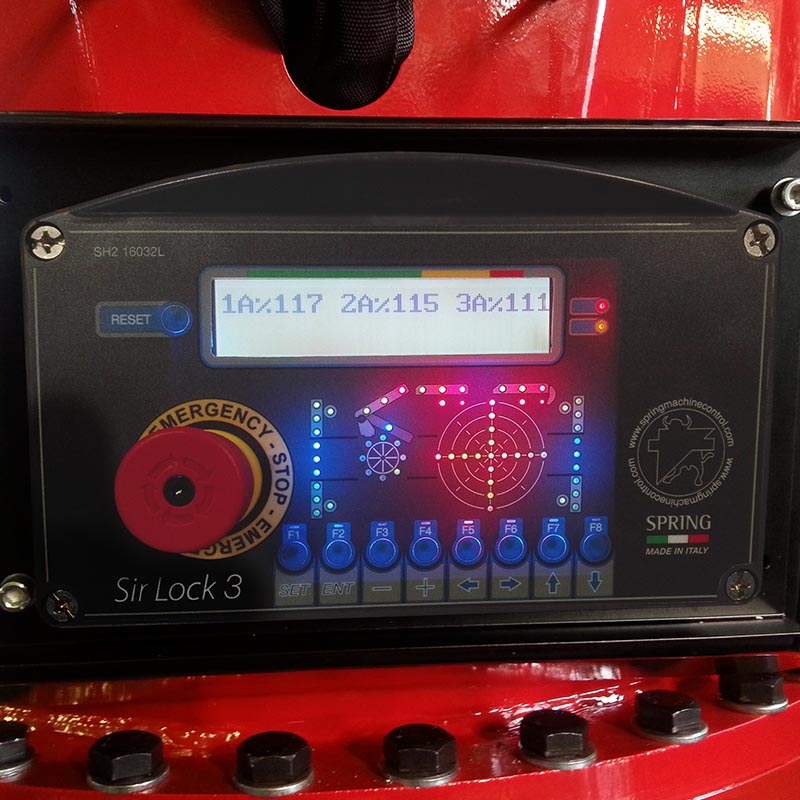 SH2 16032L
RESET
1A%117 2A%115 3A%111
EMERGENCY - STOP - EMERGE
www.springmachinecontrol.com www.springmachinecontrol.com
SPRING
MADE IN ITALY
F1 F2 F3 F4 F5 F6 F7 F8
SET ENT − + ← → ↑ ↓
Sir Lock 3